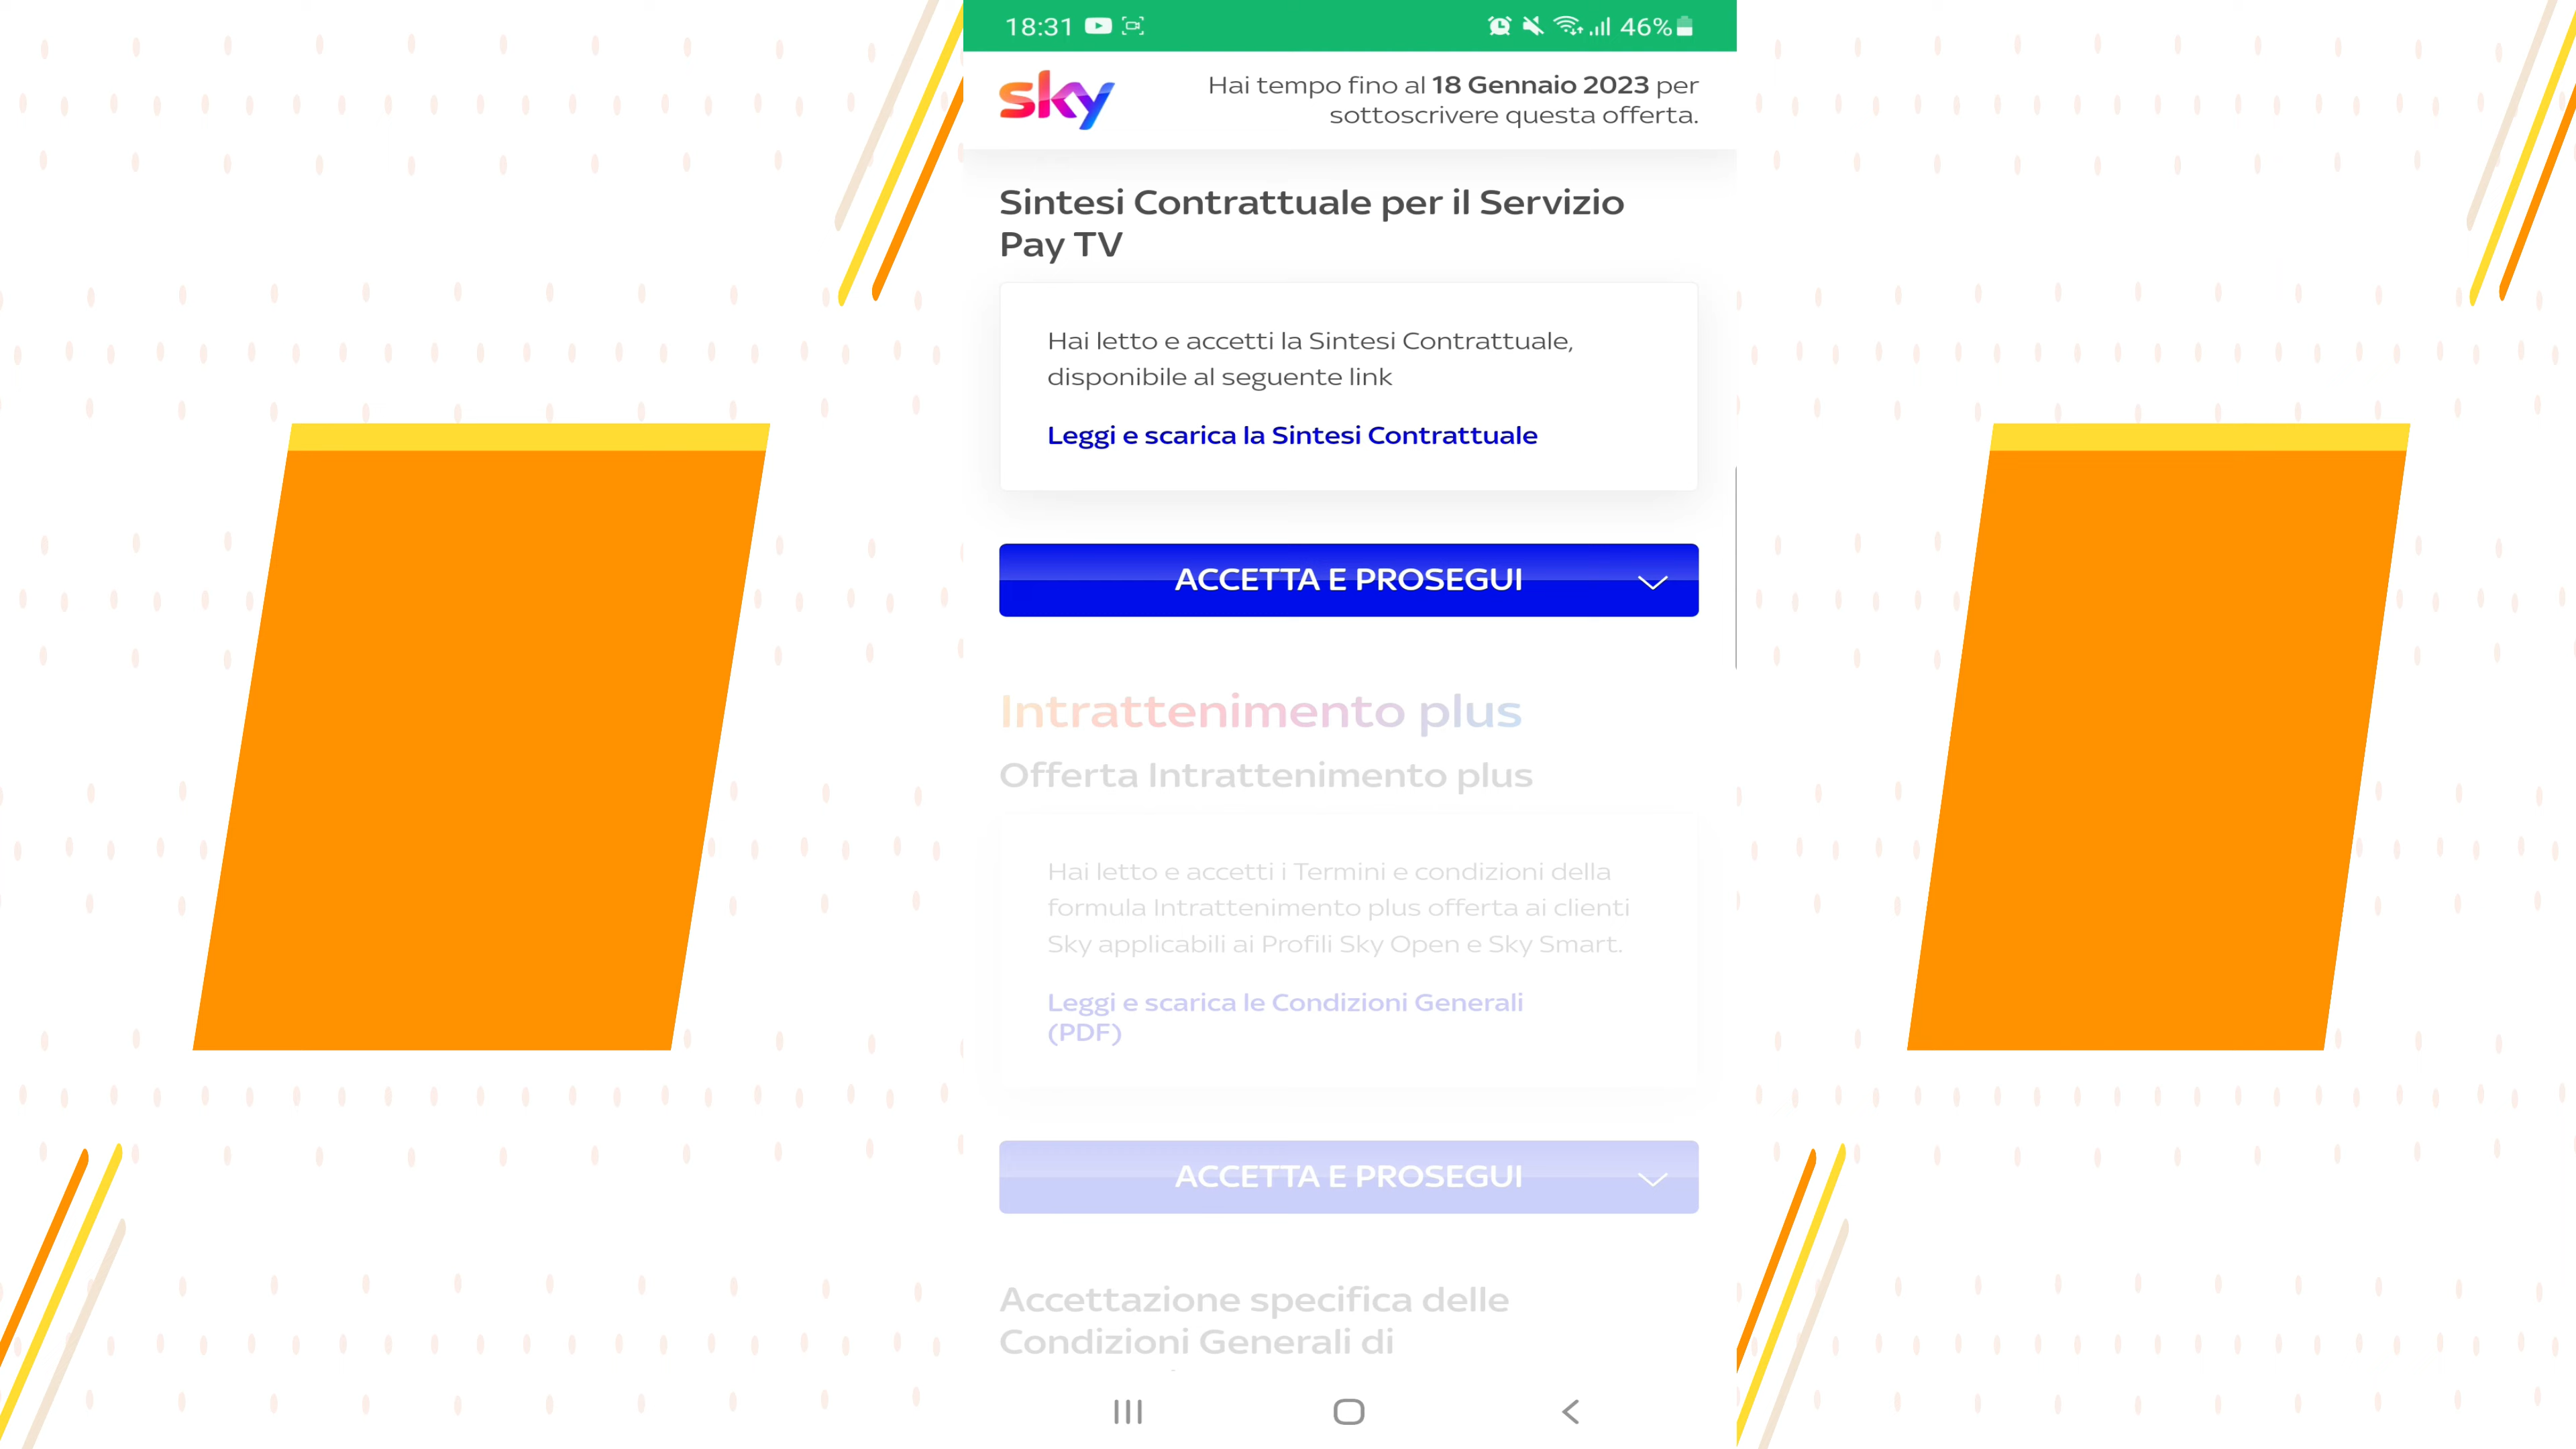 18:31
46%
sky
Hai tempo fino al 18 Gennaio 2023 per
sottoscrivere questa offerta.
Sintesi Contrattuale per il Servizio
Pay TV
Hai letto e accetti la Sintesi Contrattuale,
disponibile al seguente link
Leggi e scarica la Sintesi Contrattuale
ACCETTA E PROSEGUI
Intrattenimento plus
Offerta Intrattenimento plus
Hai letto e accetti i Termini e condizioni della
formula Intrattenimento plus offerta ai clienti
Sky applicabili ai Profili Sky Open e Sky Smart.
Leggi e scarica le Condizioni Generali
(PDF)
ACCETTA E PROSEGUI
Accettazione specifica delle
Condizioni Generali di